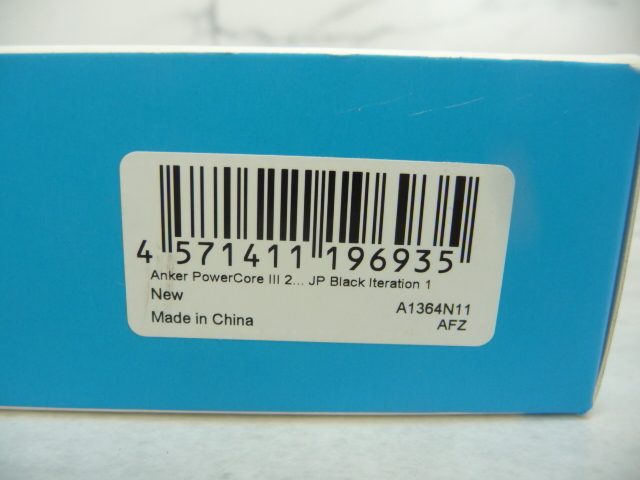 4 571411 196935
Anker PowerCore III 2... JP Black Iteration 1
New
A1364N11
Made in China
AFZ